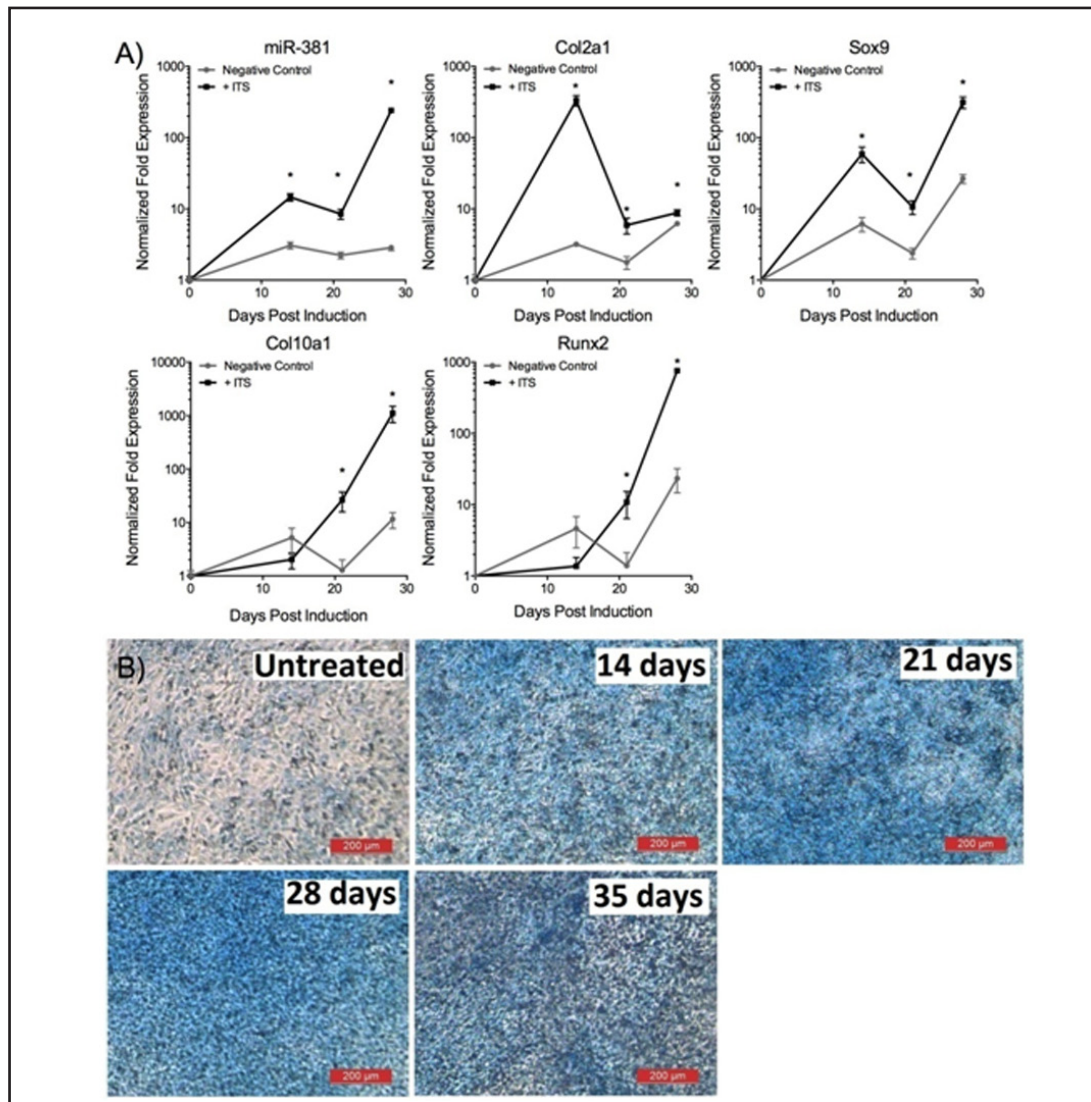 A)
miR-381
Negative Control
+ ITS
Normalized Fold Expression
1000
100
10
1
0 10 20 30
Days Post Induction
*
*
*
Col2a1
Negative Control
+ ITS
Normalized Fold Expression
1000
100
10
1
0 10 20 30
Days Post Induction
*
*
*
Sox9
Negative Control
+ ITS
Normalized Fold Expression
1000
100
10
1
0 10 20 30
Days Post Induction
*
*
*
Col10a1
Negative Control
+ ITS
Normalized Fold Expression
10000
1000
100
10
1
0 10 20 30
Days Post Induction
*
*
Runx2
Negative Control
+ ITS
Normalized Fold Expression
1000
100
10
1
0 10 20 30
Days Post Induction
*
*
B)
Untreated
200 µm
14 days
200 µm
21 days
200 µm
28 days
200 µm
35 days
200 µm